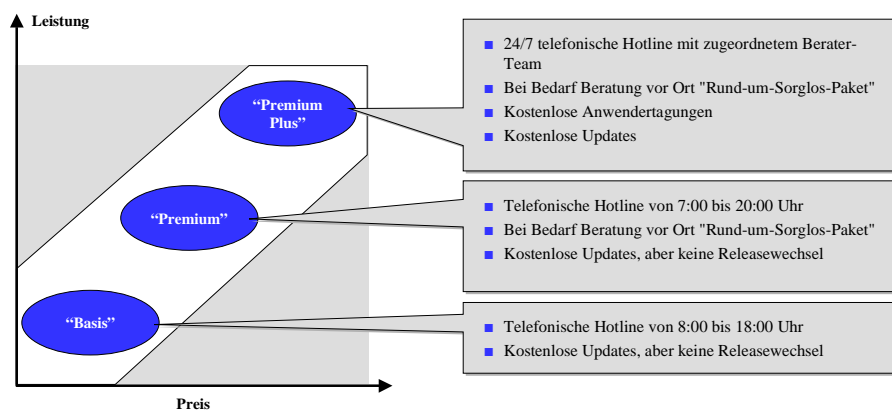 Leistung
24/7 telefonische Hotline mit zugeordnetem Berater-
Team
Bei Bedarf Beratung vor Ort "Rund-um-Sorglos-Paket"
Kostenlose Anwendertagungen
Kostenlose Updates
“Premium
Plus”
Telefonische Hotline von 7:00 bis 20:00 Uhr
Bei Bedarf Beratung vor Ort "Rund-um-Sorglos-Paket"
Kostenlose Updates, aber keine Releasewechsel
“Premium”
Telefonische Hotline von 8:00 bis 18:00 Uhr
Kostenlose Updates, aber keine Releasewechsel
“Basis”
Preis